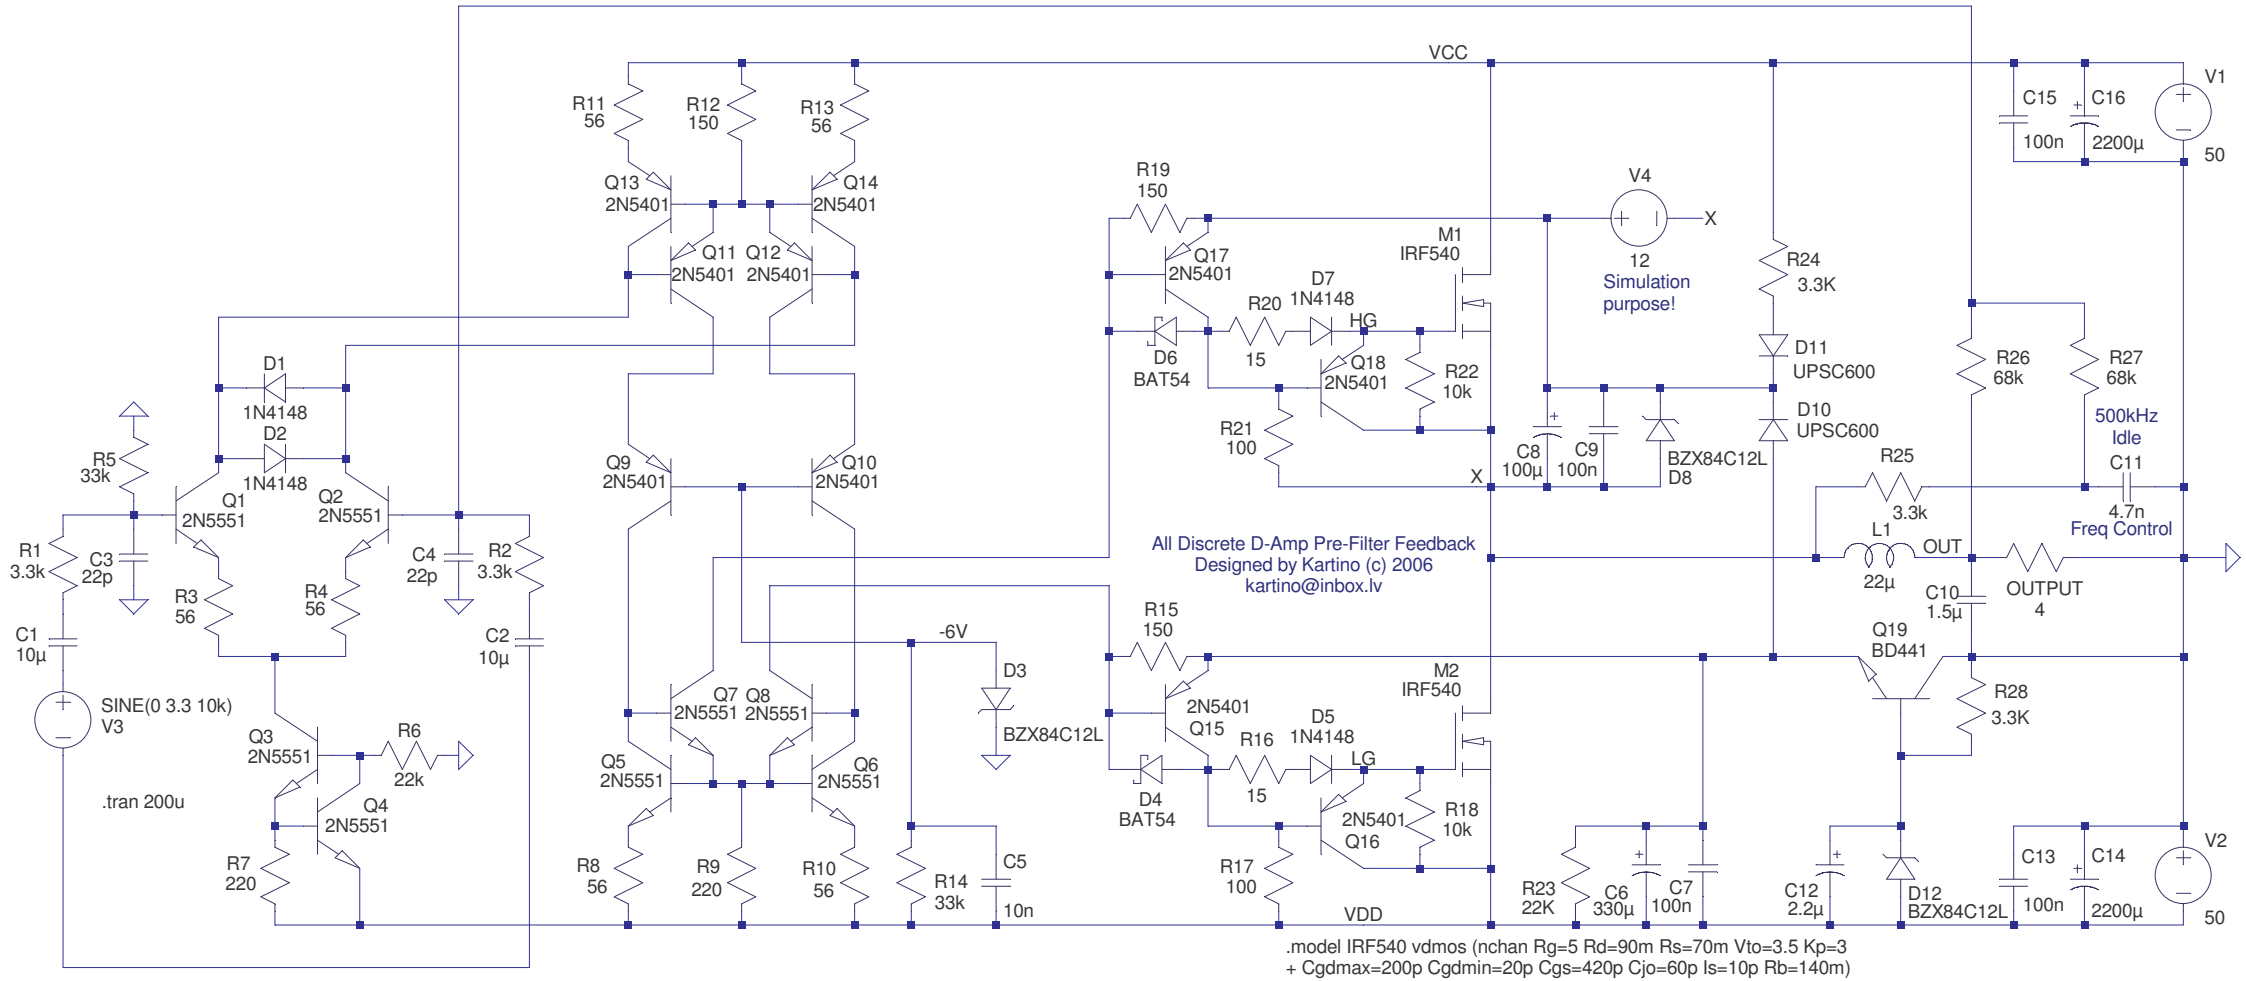 VCC
R11
56
R12
150
R13
56
Q13
2N5401
Q14
2N5401
Q11
2N5401
Q12
2N5401
D1
1N4148
D2
1N4148
R5
33k
Q1
2N5551
Q2
2N5551
R1
3.3k
C3
22p
R3
56
R4
56
C4
22p
R2
3.3k
C1
10µ
C2
10µ
SINE(0 3.3 10k)
V3
Q3
2N5551
R6
22k
Q4
2N5551
R7
220
.tran 200u
Q9
2N5401
Q10
2N5401
Q7
2N5551
Q8
2N5551
Q5
2N5551
Q6
2N5551
R8
56
R9
220
R10
56
R14
33k
C5
10n
-6V
D3
BZX84C12L
R19
150
Q17
2N5401
D6
BAT54
R20
15
D7
1N4148
HG
Q18
2N5401
R21
100
R22
10k
M1
IRF540
V4
12
X
Simulation
purpose!
C8
100µ
C9
100n
BZX84C12L
D8
X
R24
3.3K
D11
UPSC600
D10
UPSC600
All Discrete D-Amp Pre-Filter Feedback
Designed by Kartino (c) 2006
kartino@inbox.lv
R15
150
2N5401
Q15
D4
BAT54
R16
15
D5
1N4148
LG
2N5401
Q16
R17
100
R18
10k
M2
IRF540
VDD
R23
22K
C6
330µ
C7
100n
C12
2.2µ
D12
BZX84C12L
Q19
BD441
R28
3.3K
R25
3.3k
L1
22µ
OUT
C10
1.5µ
OUTPUT
4
R26
68k
R27
68k
500kHz
Idle
C11
4.7n
Freq Control
C15
100n
C16
2200µ
V1
50
C13
100n
C14
2200µ
V2
50
.model IRF540 vdmos (nchan Rg=5 Rd=90m Rs=70m Vto=3.5 Kp=3
+ Cgdmax=200p Cgdmin=20p Cgs=420p Cjo=60p Is=10p Rb=140m)